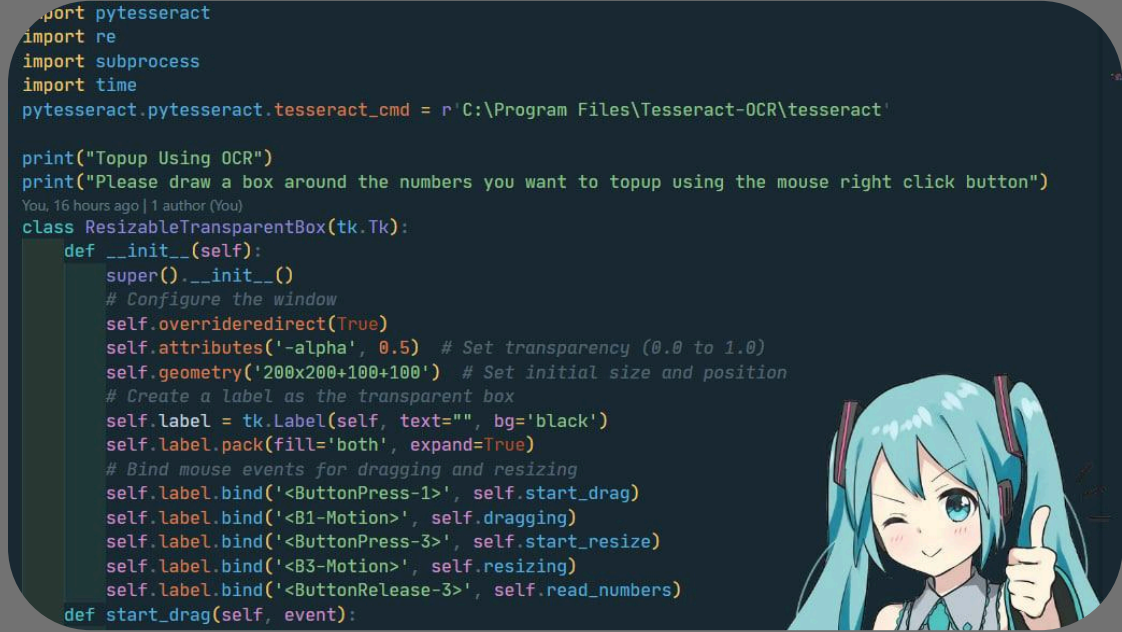 import pytesseract
import re
import subprocess
import time
pytesseract.pytesseract.tesseract_cmd = r'C:\Program Files\Tesseract-OCR\tesseract'
print("Topup Using OCR")
print("Please draw a box around the numbers you want to topup using the mouse right click button")
You, 16 hours ago | 1 author (You)
class ResizableTransparentBox(tk.Tk):
    def __init__(self):
        super().__init__()
        # Configure the window
        self.overrideredirect(True)
        self.attributes('-alpha', 0.5)  # Set transparency (0.0 to 1.0)
        self.geometry('200x200+100+100')  # Set initial size and position
        # Create a label as the transparent box
        self.label = tk.Label(self, text="", bg='black')
        self.label.pack(fill='both', expand=True)
        # Bind mouse events for dragging and resizing
        self.label.bind('<ButtonPress-1>', self.start_drag)
        self.label.bind('<B1-Motion>', self.dragging)
        self.label.bind('<ButtonPress-3>', self.start_resize)
        self.label.bind('<B3-Motion>', self.resizing)
        self.label.bind('<ButtonRelease-3>', self.read_numbers)
    def start_drag(self, event):